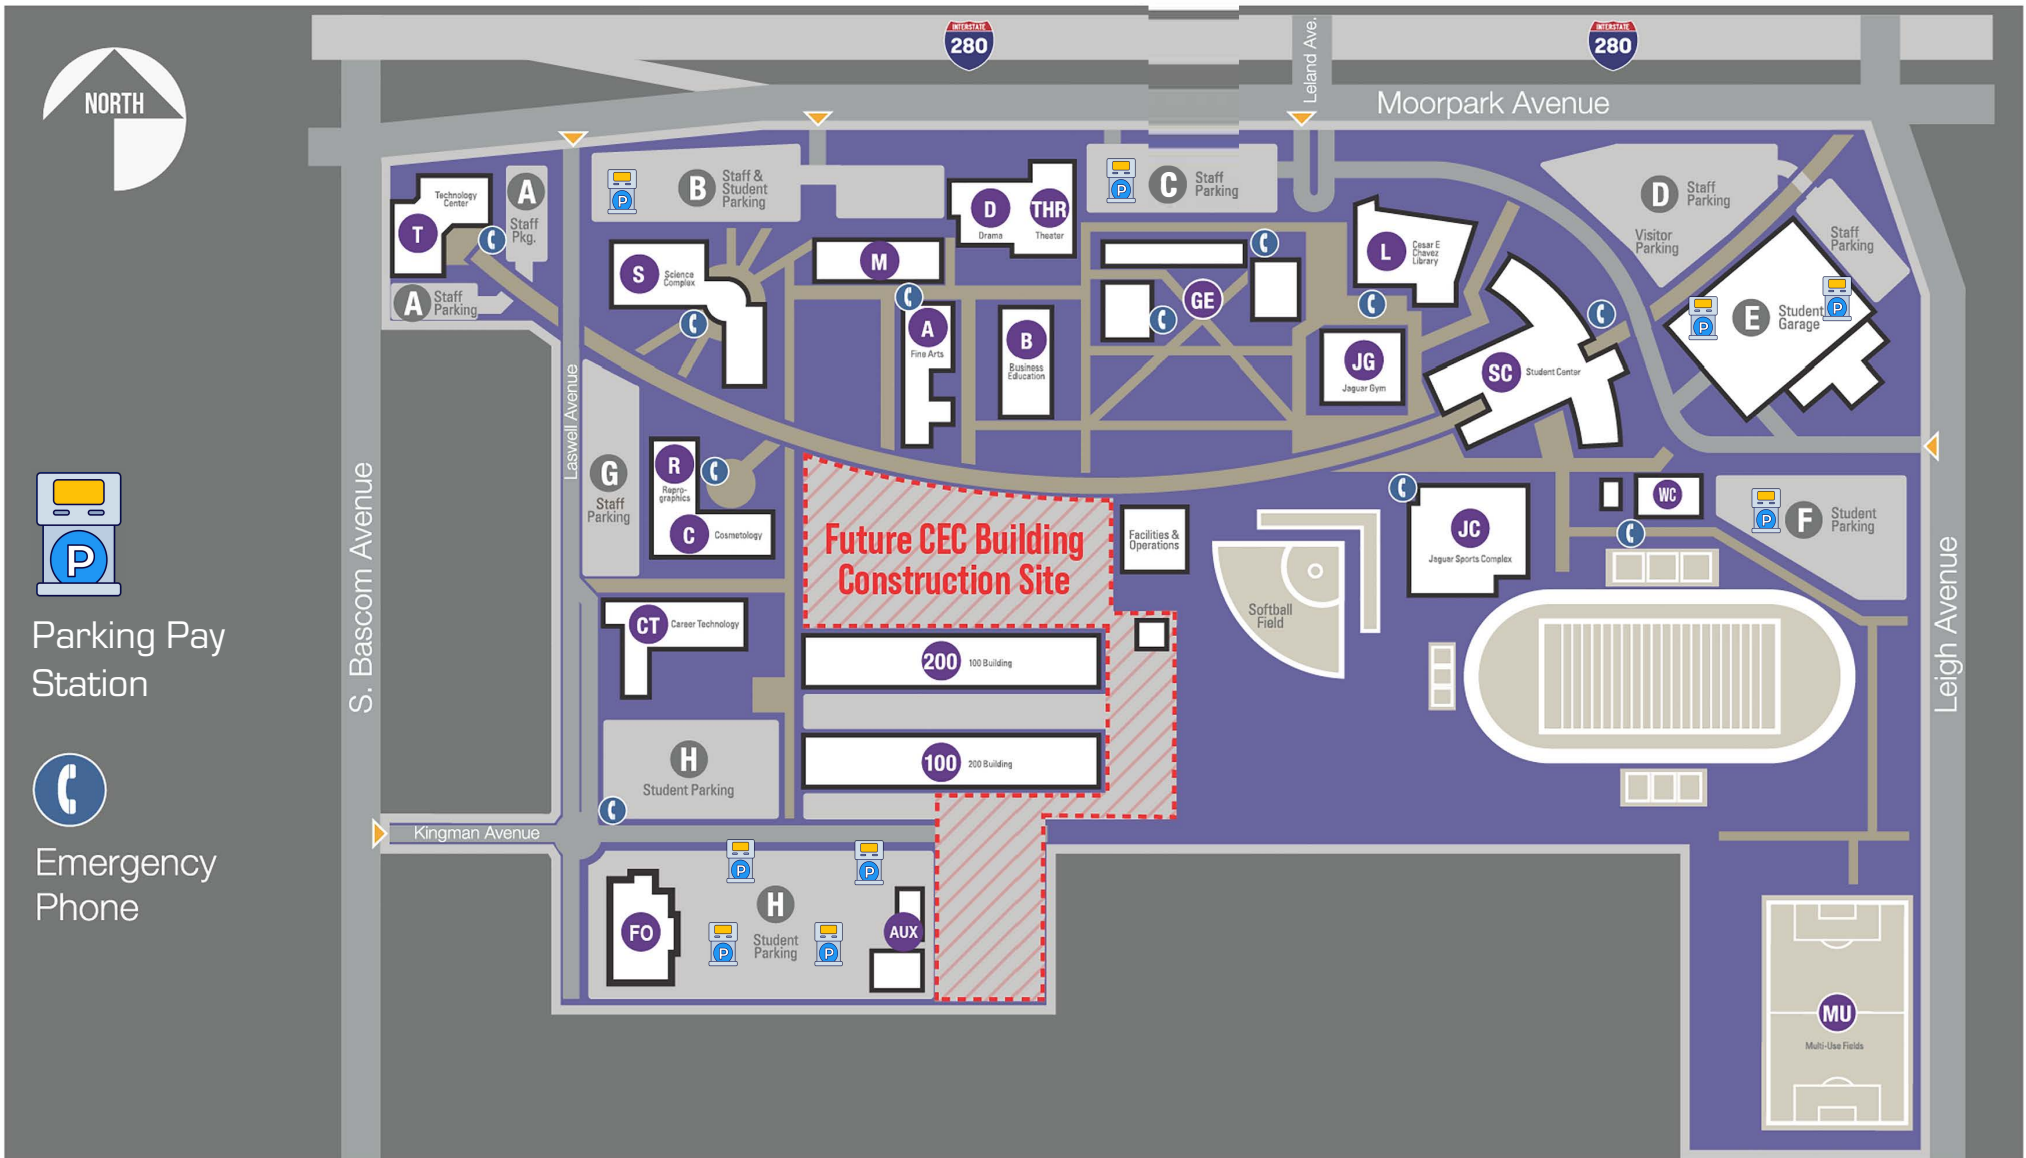 INTERSTATE
280
INTERSTATE
280
Leland Ave.
Moorpark Avenue
NORTH
Technology
Center
T
A
Staff
Pkg.
A
Staff
Parking
P
B
Staff &
Student
Parking
D
Drama
THR
Theater
P
C
Staff
Parking
D
Staff
Parking
Visitor
Parking
Staff
Parking
S
Science
Complex
M
L
Cesar E
Chavez
Library
GE
A
Fine Arts
B
Business
Education
JG
Jaguar Gym
SC
Student Center
P
E
Student
Garage
P
Laswell Avenue
S. Bascom Avenue
G
Staff
Parking
R
Repro-
graphics
C
Cosmetology
Future CEC Building
Construction Site
Facilities &
Operations
Softball
Field
JC
Jaguar Sports Complex
WC
P
F
Student
Parking
Leigh Avenue
P
Parking Pay
Station
CT
Career Technology
200
100 Building
100
200 Building
H
Student Parking
Emergency
Phone
Kingman Avenue
P
P
H
Student
Parking
P
P
FO
AUX
MU
Multi-Use Fields